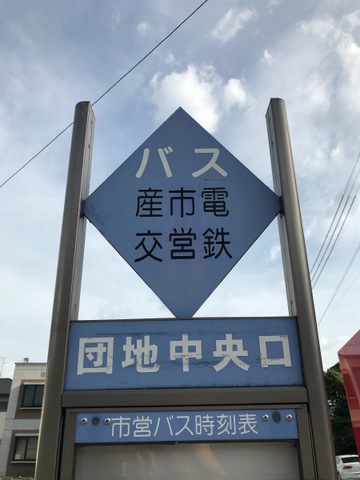 バス
産市電
交営鉄
団地中央口
市営バス時刻表